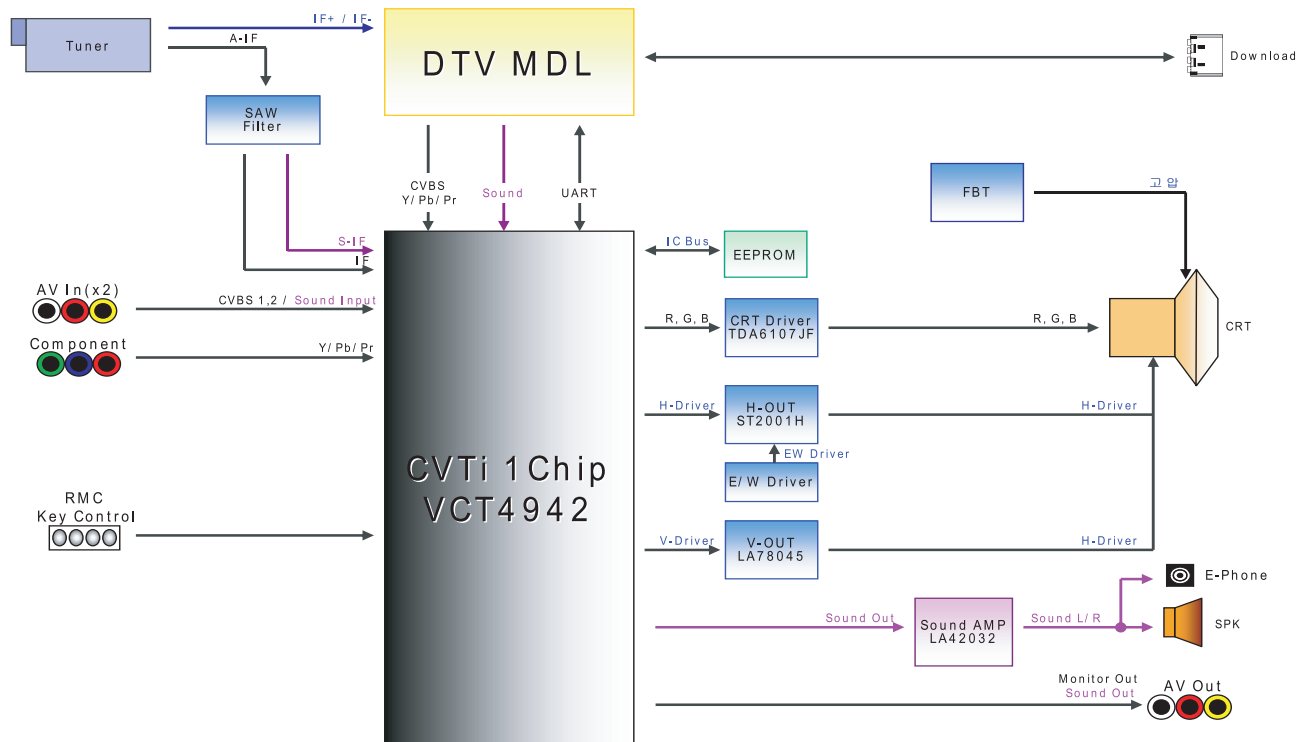 Tuner
IF+ / IF-
A-IF
DTV MDL
Download
SAW
Filter
CVBS
Y/ Pb/ Pr
Sound
UART
FBT
고압
S-IF
IF
IC Bus
EEPROM
AV In(x2)
CVBS 1,2 / Sound Input
R, G, B
CRT Driver
TDA6107JF
R, G, B
CRT
Component
Y/ Pb/ Pr
H-Driver
H-OUT
ST2001H
H-Driver
EW Driver
E/ W Driver
CVTi 1Chip
VCT4942
RMC
Key Control
V-Driver
V-OUT
LA78045
H-Driver
E-Phone
Sound Out
Sound AMP
LA42032
Sound L/ R
SPK
Monitor Out
Sound Out
AV Out